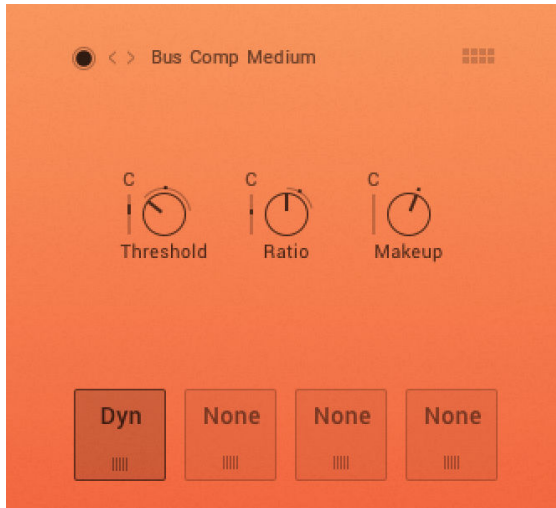 < > Bus Comp Medium
C C C
Threshold Ratio Makeup
Dyn None None None